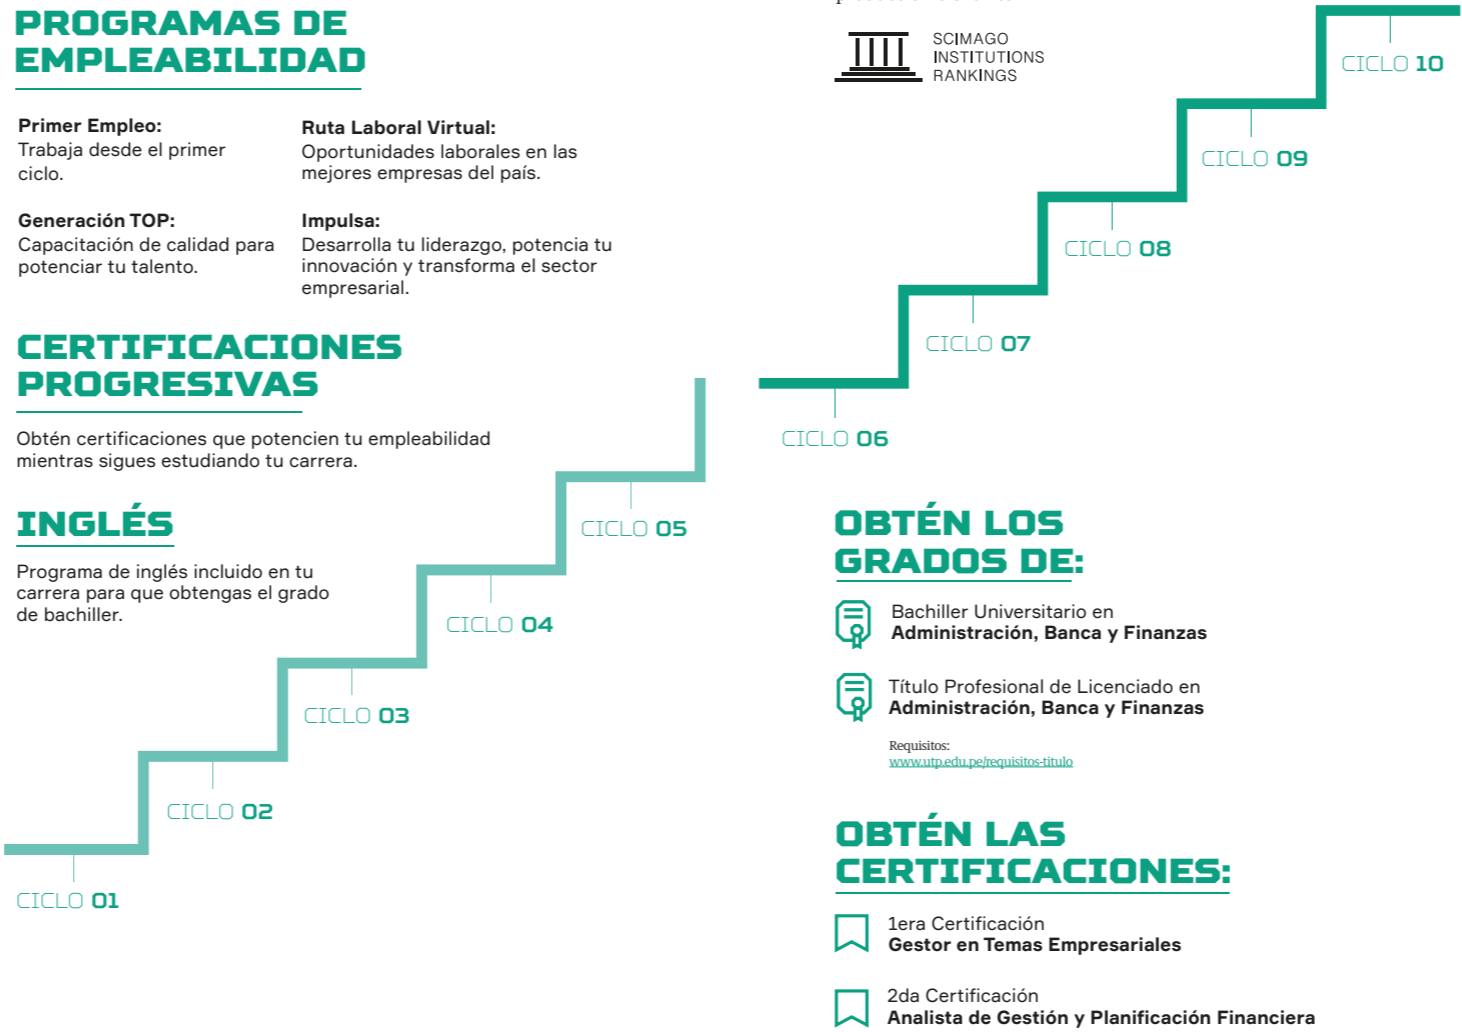 PROGRAMAS DE
EMPLEABILIDAD
Primer Empleo:
Trabaja desde el primer
ciclo.
Ruta Laboral Virtual:
Oportunidades laborales en las
mejores empresas del país.
Generación TOP:
Capacitación de calidad para
potenciar tu talento.
Impulsa:
Desarrolla tu liderazgo, potencia tu
innovación y transforma el sector
empresarial.
CERTIFICACIONES
PROGRESIVAS
Obtén certificaciones que potencien tu empleabilidad
mientras sigues estudiando tu carrera.
INGLÉS
Programa de inglés incluido en tu
carrera para que obtengas el grado
de bachiller.
CICLO 05
CICLO 04
CICLO 03
CICLO 02
CICLO 01
SCIMAGO
INSTITUTIONS
RANKINGS
CICLO 10
CICLO 09
CICLO 08
CICLO 07
CICLO 06
OBTÉN LOS
GRADOS DE:
Bachiller Universitario en
Administración, Banca y Finanzas
Título Profesional de Licenciado en
Administración, Banca y Finanzas
Requisitos:
www.utp.edu.pe/requisitos-titulo
OBTÉN LAS
CERTIFICACIONES:
1era Certificación
Gestor en Temas Empresariales
2da Certificación
Analista de Gestión y Planificación Financiera